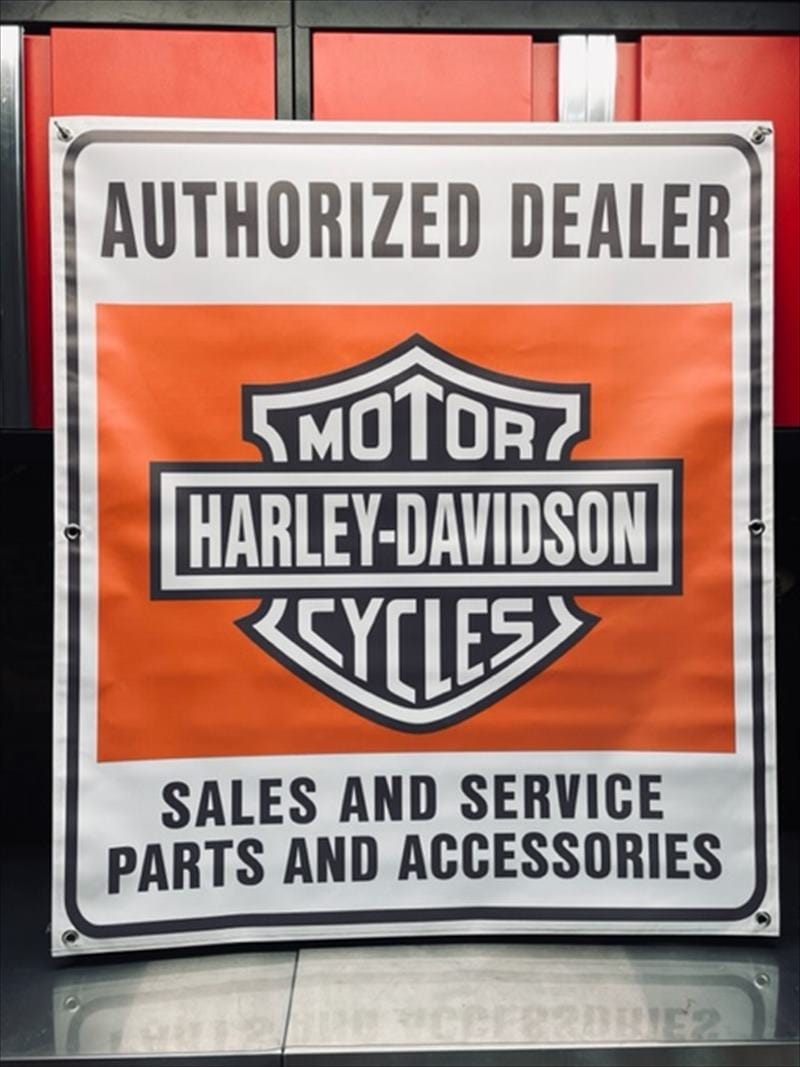 AUTHORIZED DEALER
MOTOR
HARLEY-DAVIDSON
CYCLES
SALES AND SERVICE
PARTS AND ACCESSORIES